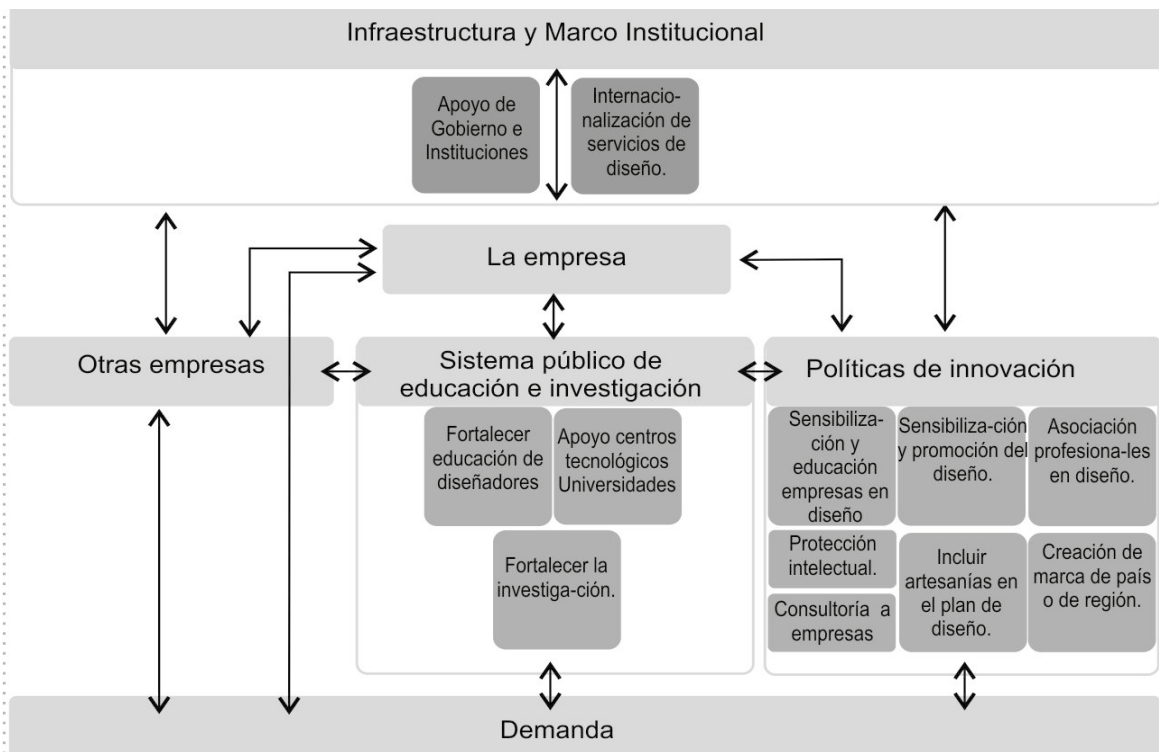 Infraestructura y Marco Institucional
Apoyo de
Gobierno e
Instituciones
Internacio-
nalización de
servicios de
diseño.
La empresa
Otras empresas
Sistema público de
educación e investigación
Políticas de innovación
Fortalecer
educación de
diseñadores
Apoyo centros
tecnológicos
Universidades
Fortalecer la
investiga-ción.
Sensibiliza-
ción y
educación
empresas en
diseño
Sensibiliza-ción
y promoción del
diseño.
Asociación
profesiona-les
en diseño.
Protección
intelectual.
Consultoría a
empresas
Incluir
artesanías en
el plan de
diseño.
Creación de
marca de país
o de región.
Demanda